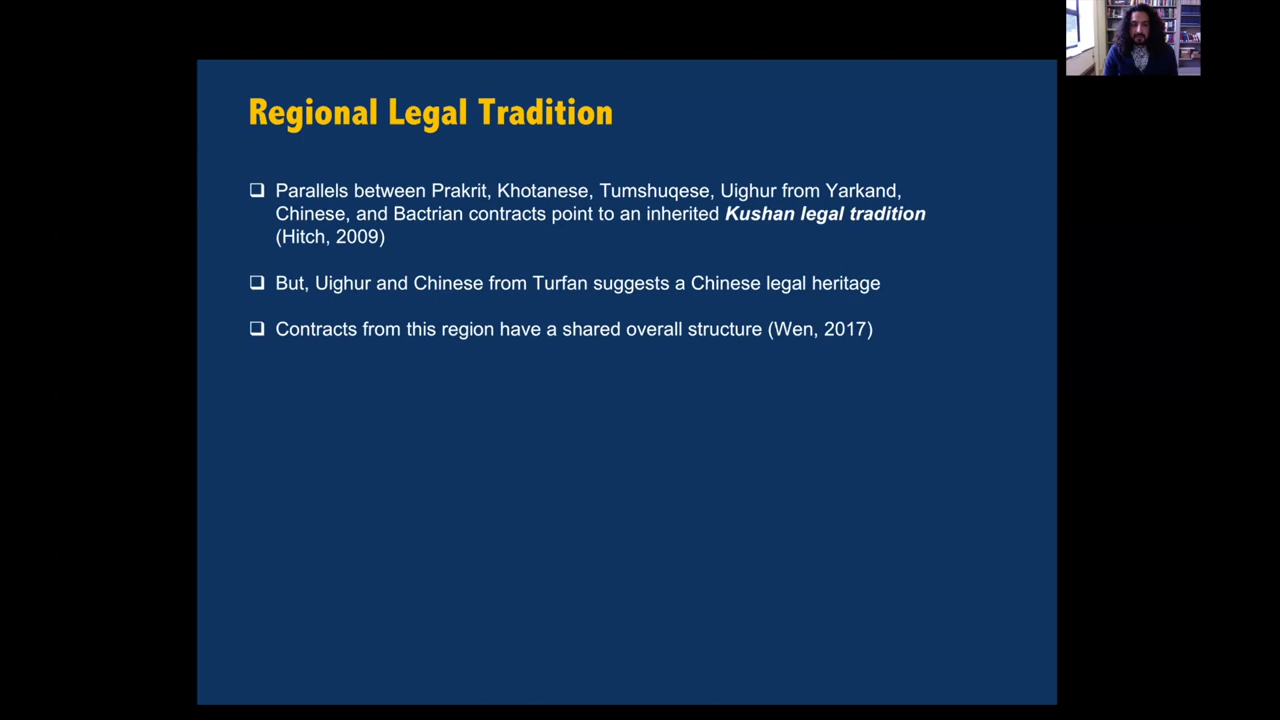 Regional Legal Tradition
❑ Parallels between Prakrit, Khotanese, Tumshuqese, Uighur from Yarkand,
Chinese, and Bactrian contracts point to an inherited Kushan legal tradition
(Hitch, 2009)
❑ But, Uighur and Chinese from Turfan suggests a Chinese legal heritage
❑ Contracts from this region have a shared overall structure (Wen, 2017)